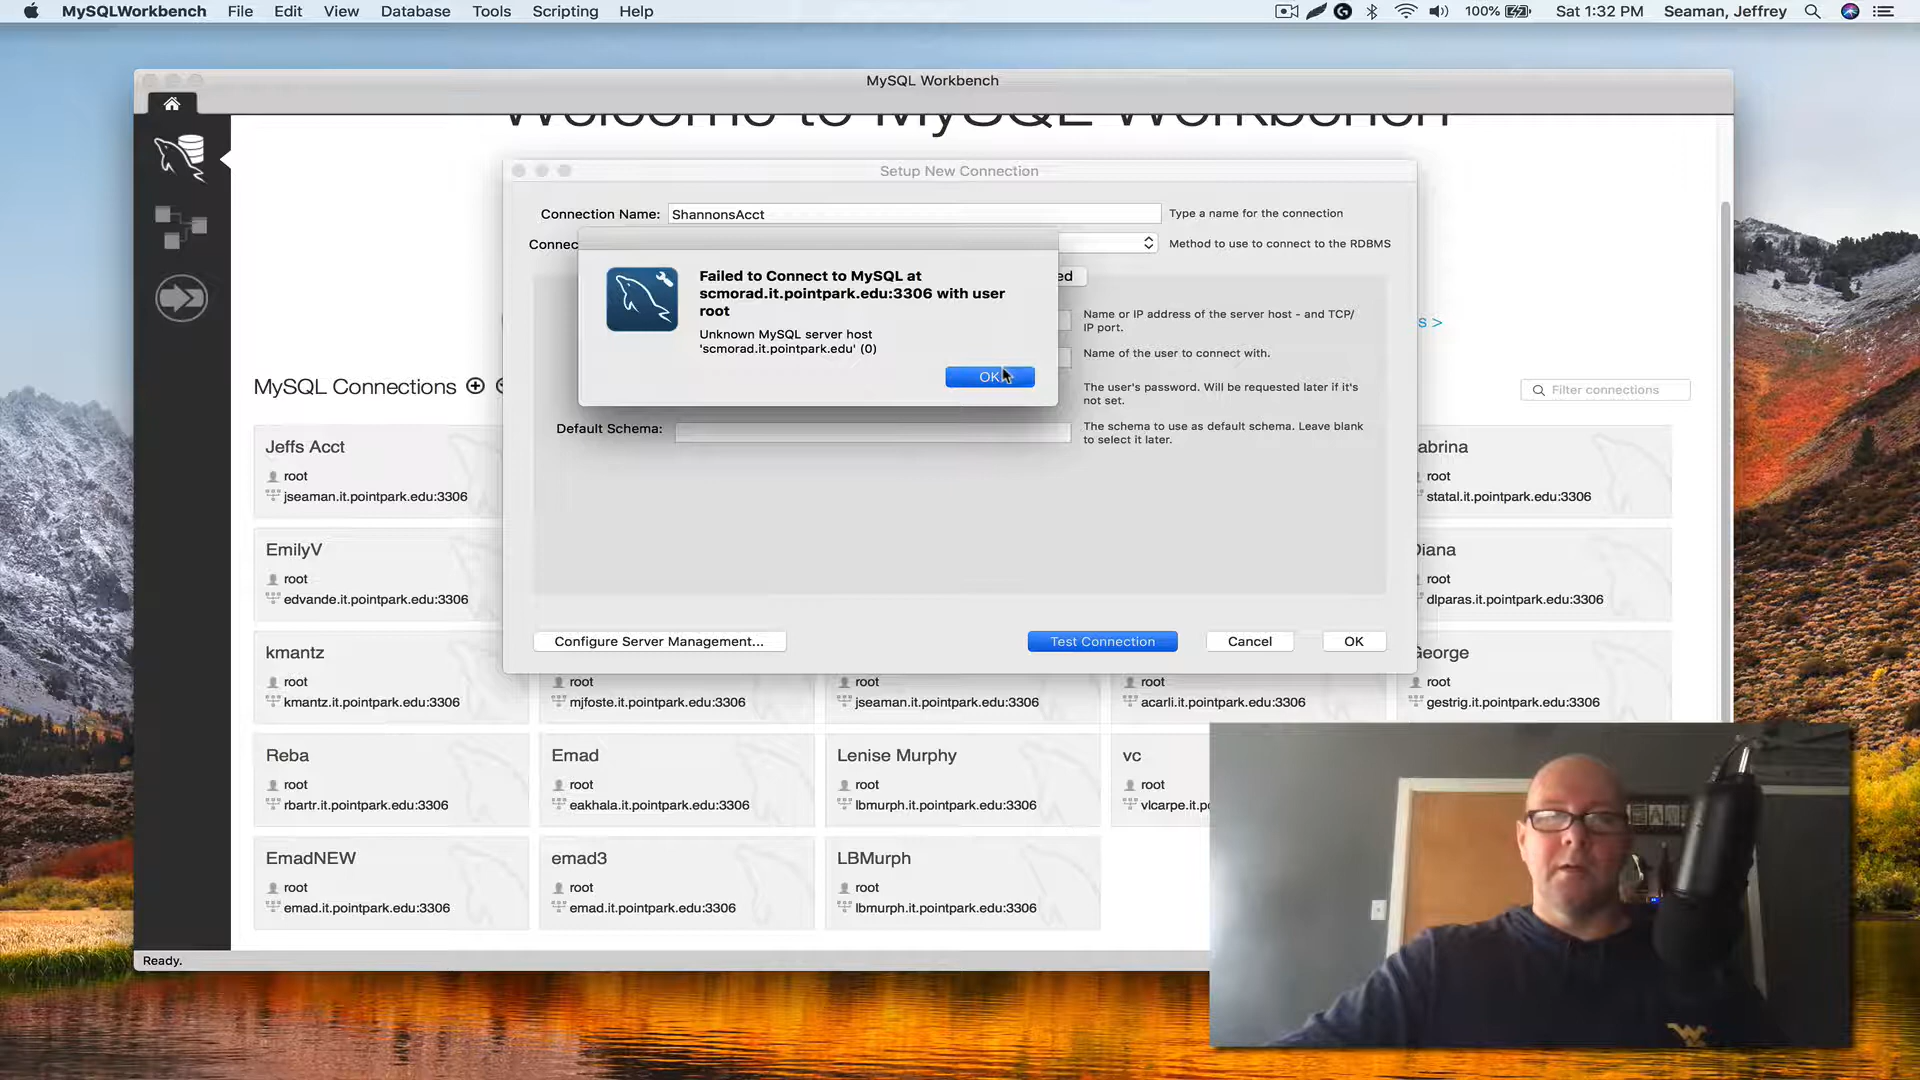 MySQLWorkbench File Edit View Database Tools Scripting Help 100% Sat 1:32 PM Seaman, Jeffrey
MySQL Workbench
Welcome to MySQL Workbench
Setup New Connection
Connection Name: ShannonsAcct Type a name for the connection
Connec Method to use to connect to the RDBMS
ed
Failed to Connect to MySQL at
scmorad.it.pointpark.edu:3306 with user
root
Unknown MySQL server host
'scmorad.it.pointpark.edu' (0)
OK
Name or IP address of the server host - and TCP/
IP port.
Name of the user to connect with.
The user's password. Will be requested later if it's
not set.
Default Schema: The schema to use as default schema. Leave blank
to select it later.
Configure Server Management... Test Connection Cancel OK
s >
MySQL Connections
Filter connections
Jeffs Acct
root
jseaman.it.pointpark.edu:3306
abrina
root
statal.it.pointpark.edu:3306
EmilyV
root
edvande.it.pointpark.edu:3306
Diana
root
dlparas.it.pointpark.edu:3306
kmantz
root
kmantz.it.pointpark.edu:3306
root
mjfoste.it.pointpark.edu:3306
root
jseaman.it.pointpark.edu:3306
root
acarli.it.pointpark.edu:3306
George
root
gestrig.it.pointpark.edu:3306
Reba
root
rbartr.it.pointpark.edu:3306
Emad
root
eakhala.it.pointpark.edu:3306
Lenise Murphy
root
lbmurph.it.pointpark.edu:3306
vc
root
vlcarpe.it.po
EmadNEW
root
emad.it.pointpark.edu:3306
emad3
root
emad.it.pointpark.edu:3306
LBMurph
root
lbmurph.it.pointpark.edu:3306
Ready.